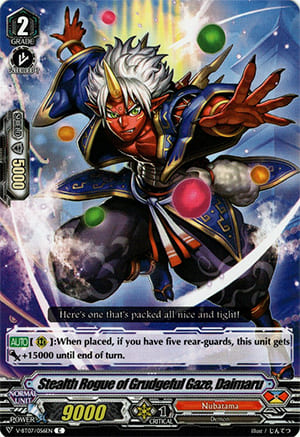 2
GRADE
5000
Here's one that's packed all nice and tight!
AUTO [(R)]:When placed, if you have five rear-guards, this unit gets
+15000 until end of turn.
Stealth Rogue of Grudgeful Gaze, Daimaru
NORMAL
UNIT
V-BT07/056EN C
POWER
9000
1
CRITICAL
Nubatama
Demon
illust / じんてつ